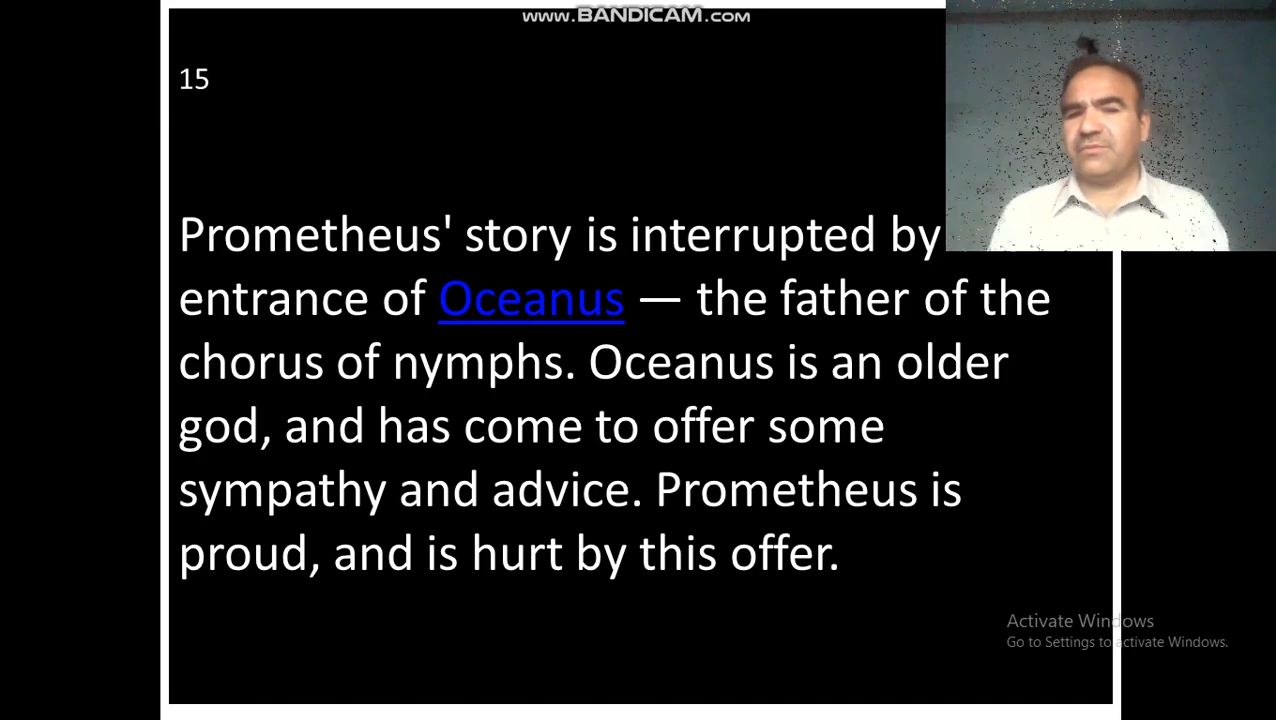 www.BANDICAM.com
15
Prometheus' story is interrupted by
entrance of Oceanus — the father of the
chorus of nymphs. Oceanus is an older
god, and has come to offer some
sympathy and advice. Prometheus is
proud, and is hurt by this offer.
Activate Windows
Go to Settings to activate Windows.